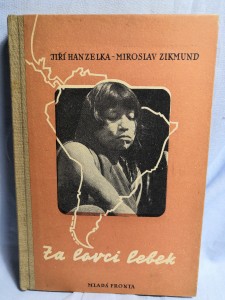 JIŘÍ HANZELKA - MIROSLAV ZIKMUND
Za lovci lebek
MLADÁ FRONTA